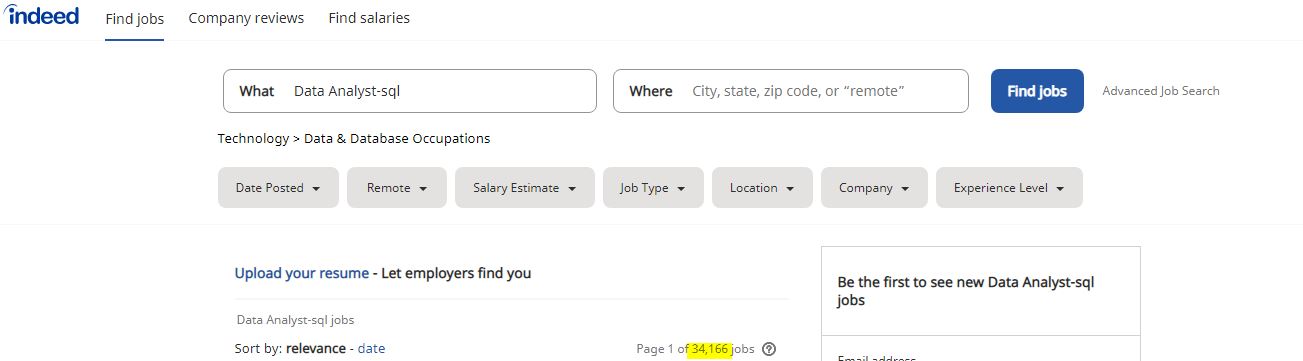 indeed Find jobs Company reviews Find salaries
What Data Analyst-sql Where City, state, zip code, or “remote” Find jobs Advanced Job Search
Technology > Data & Database Occupations
Date Posted Remote Salary Estimate Job Type Location Company Experience Level
Upload your resume - Let employers find you
Data Analyst-sql jobs
Sort by: relevance - date Page 1 of 34,166 jobs ?
Be the first to see new Data Analyst-sql
jobs
Email address